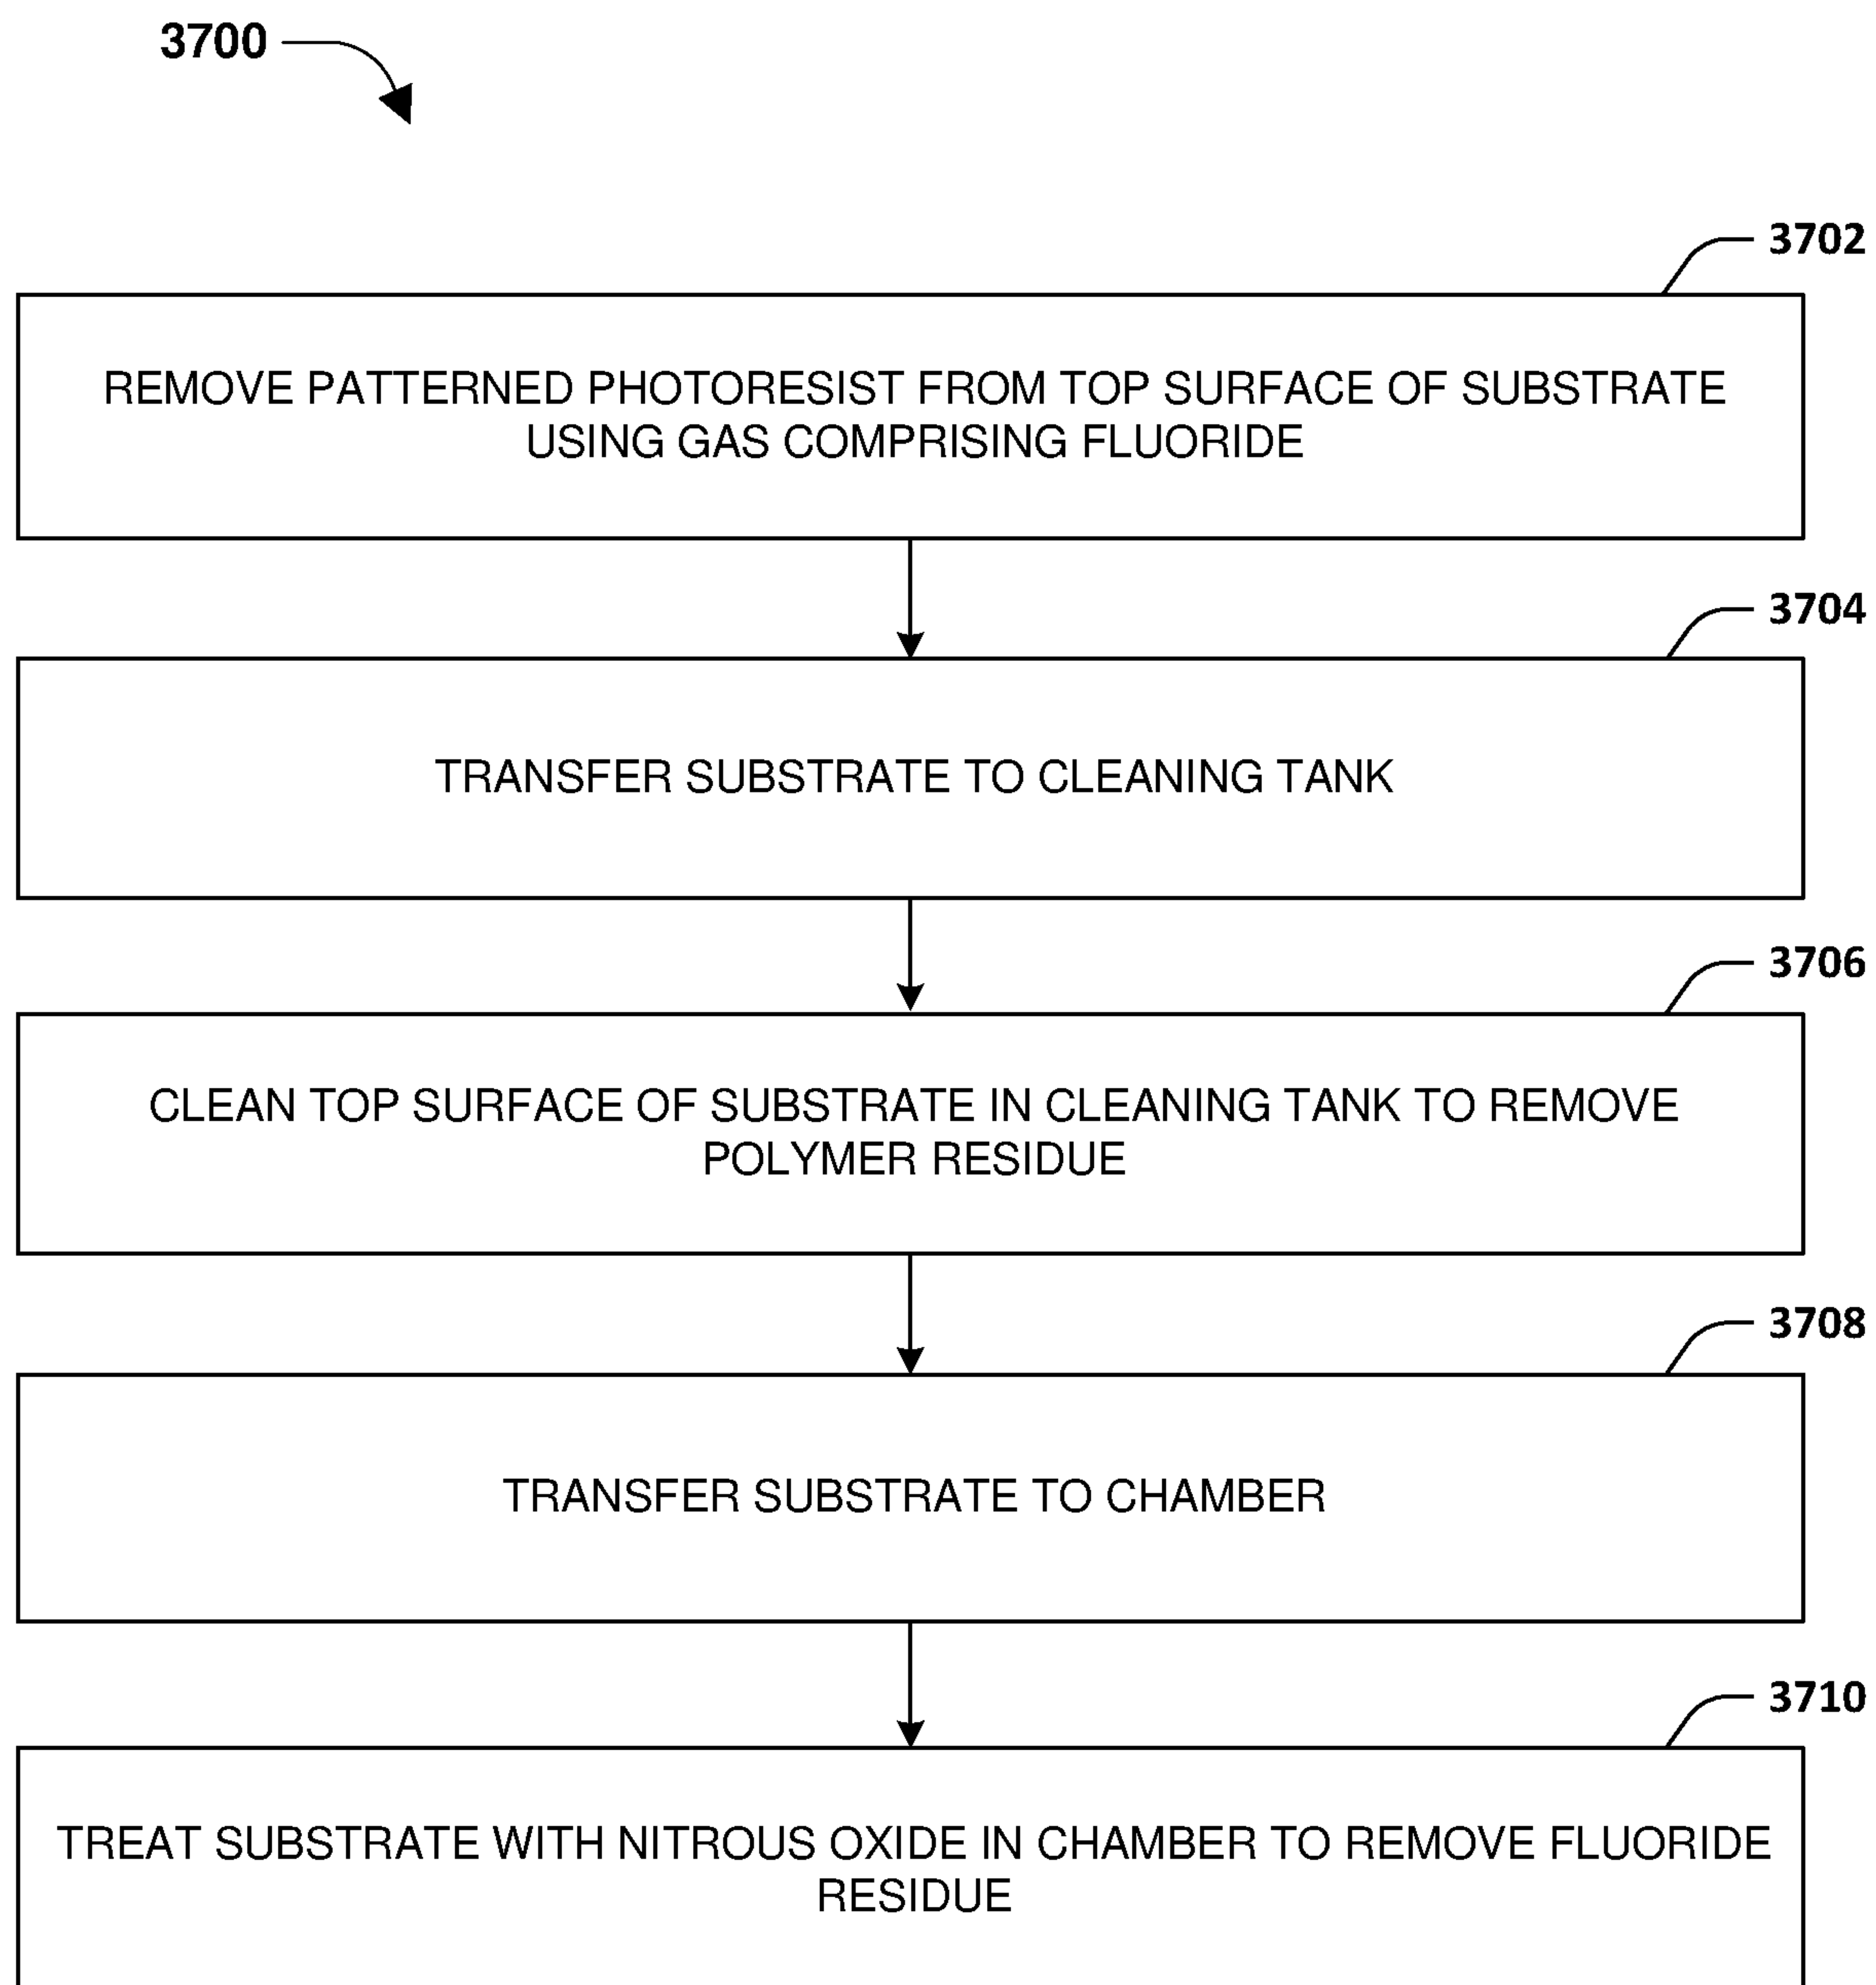 3700
3702
REMOVE PATTERNED PHOTORESIST FROM TOP SURFACE OF SUBSTRATE
USING GAS COMPRISING FLUORIDE
3704
TRANSFER SUBSTRATE TO CLEANING TANK
3706
CLEAN TOP SURFACE OF SUBSTRATE IN CLEANING TANK TO REMOVE
POLYMER RESIDUE
3708
TRANSFER SUBSTRATE TO CHAMBER
3710
TREAT SUBSTRATE WITH NITROUS OXIDE IN CHAMBER TO REMOVE FLUORIDE
RESIDUE